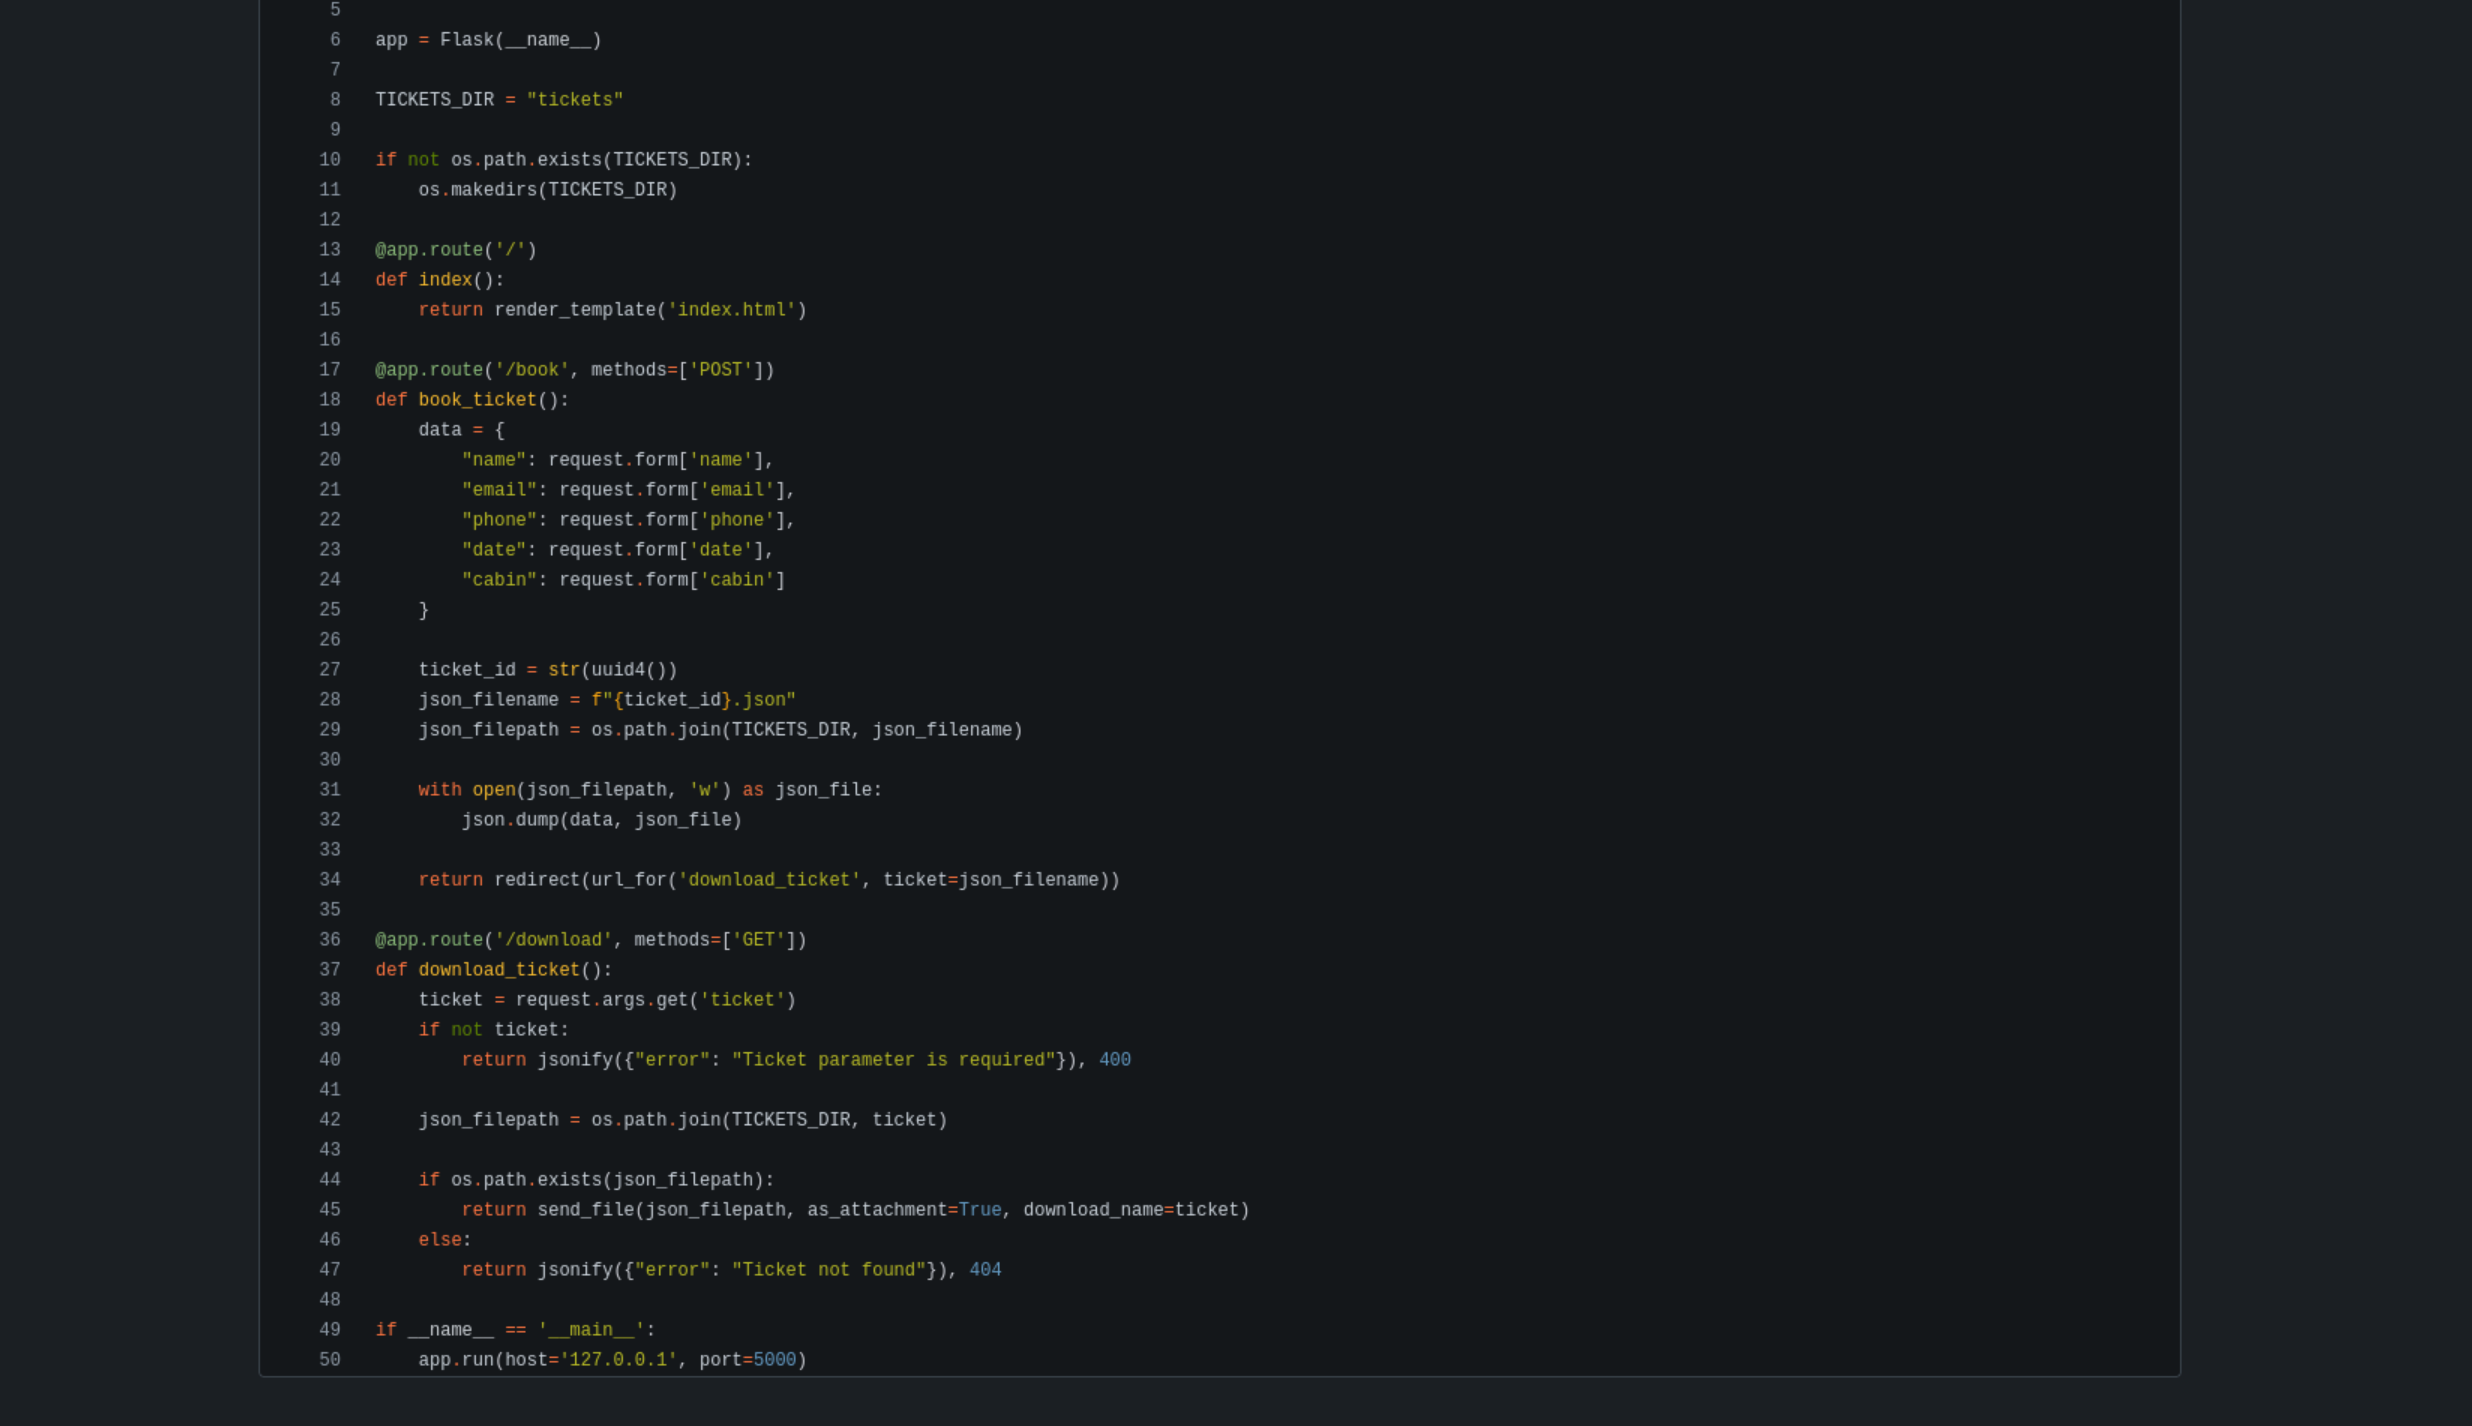 5
6 app = Flask(__name__)
7
8 TICKETS_DIR = "tickets"
9
10 if not os.path.exists(TICKETS_DIR):
11     os.makedirs(TICKETS_DIR)
12
13 @app.route('/')
14 def index():
15     return render_template('index.html')
16
17 @app.route('/book', methods=['POST'])
18 def book_ticket():
19     data = {
20         "name": request.form['name'],
21         "email": request.form['email'],
22         "phone": request.form['phone'],
23         "date": request.form['date'],
24         "cabin": request.form['cabin']
25     }
26
27     ticket_id = str(uuid4())
28     json_filename = f"{ticket_id}.json"
29     json_filepath = os.path.join(TICKETS_DIR, json_filename)
30
31     with open(json_filepath, 'w') as json_file:
32         json.dump(data, json_file)
33
34     return redirect(url_for('download_ticket', ticket=json_filename))
35
36 @app.route('/download', methods=['GET'])
37 def download_ticket():
38     ticket = request.args.get('ticket')
39     if not ticket:
40         return jsonify({"error": "Ticket parameter is required"}), 400
41
42     json_filepath = os.path.join(TICKETS_DIR, ticket)
43
44     if os.path.exists(json_filepath):
45         return send_file(json_filepath, as_attachment=True, download_name=ticket)
46     else:
47         return jsonify({"error": "Ticket not found"}), 404
48
49 if __name__ == '__main__':
50     app.run(host='127.0.0.1', port=5000)